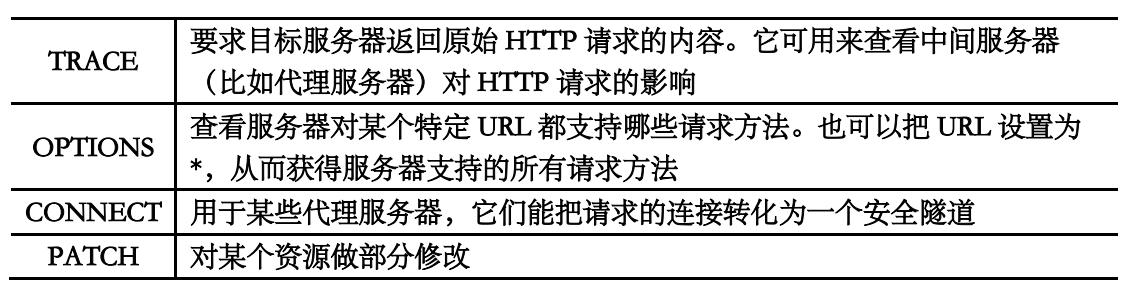 TRACE
要求目标服务器返回原始 HTTP 请求的内容。它可用来查看中间服务器
（比如代理服务器）对 HTTP 请求的影响
OPTIONS
查看服务器对某个特定 URL 都支持哪些请求方法。也可以把 URL 设置为
*，从而获得服务器支持的所有请求方法
CONNECT
用于某些代理服务器，它们能把请求的连接转化为一个安全隧道
PATCH
对某个资源做部分修改